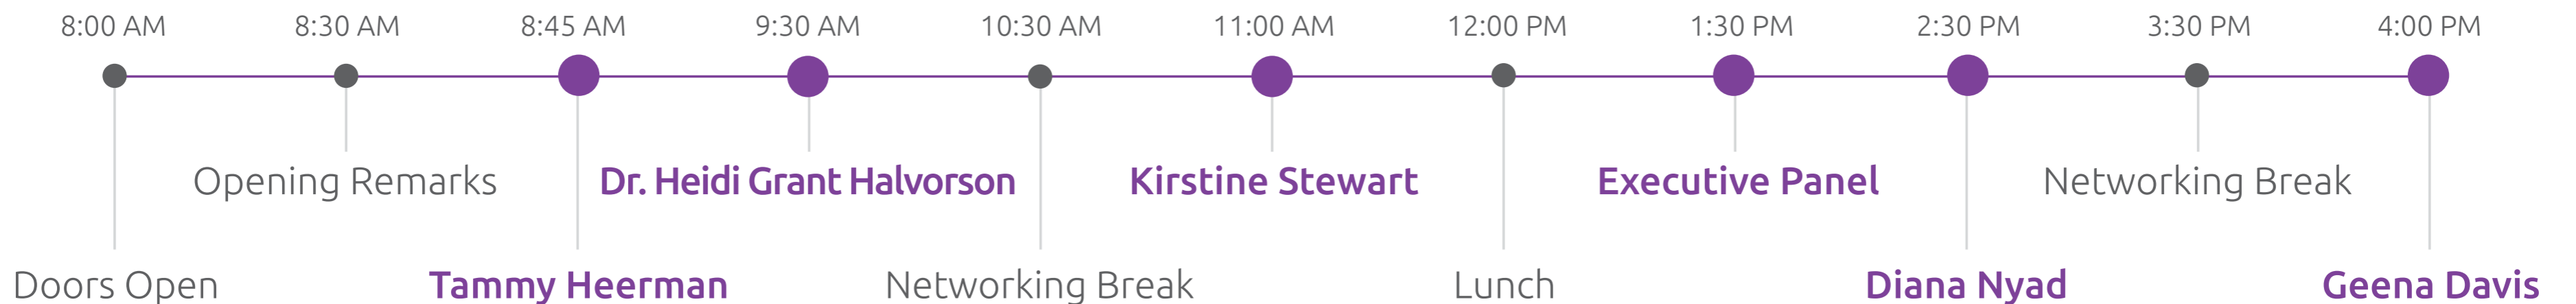 8:00 AM 8:30 AM 8:45 AM 9:30 AM 10:30 AM 11:00 AM 12:00 PM 1:30 PM 2:30 PM 3:30 PM 4:00 PM
Opening Remarks Dr. Heidi Grant Halvorson Kirstine Stewart Executive Panel Networking Break
Doors Open Tammy Heerman Networking Break Lunch Diana Nyad Geena Davis